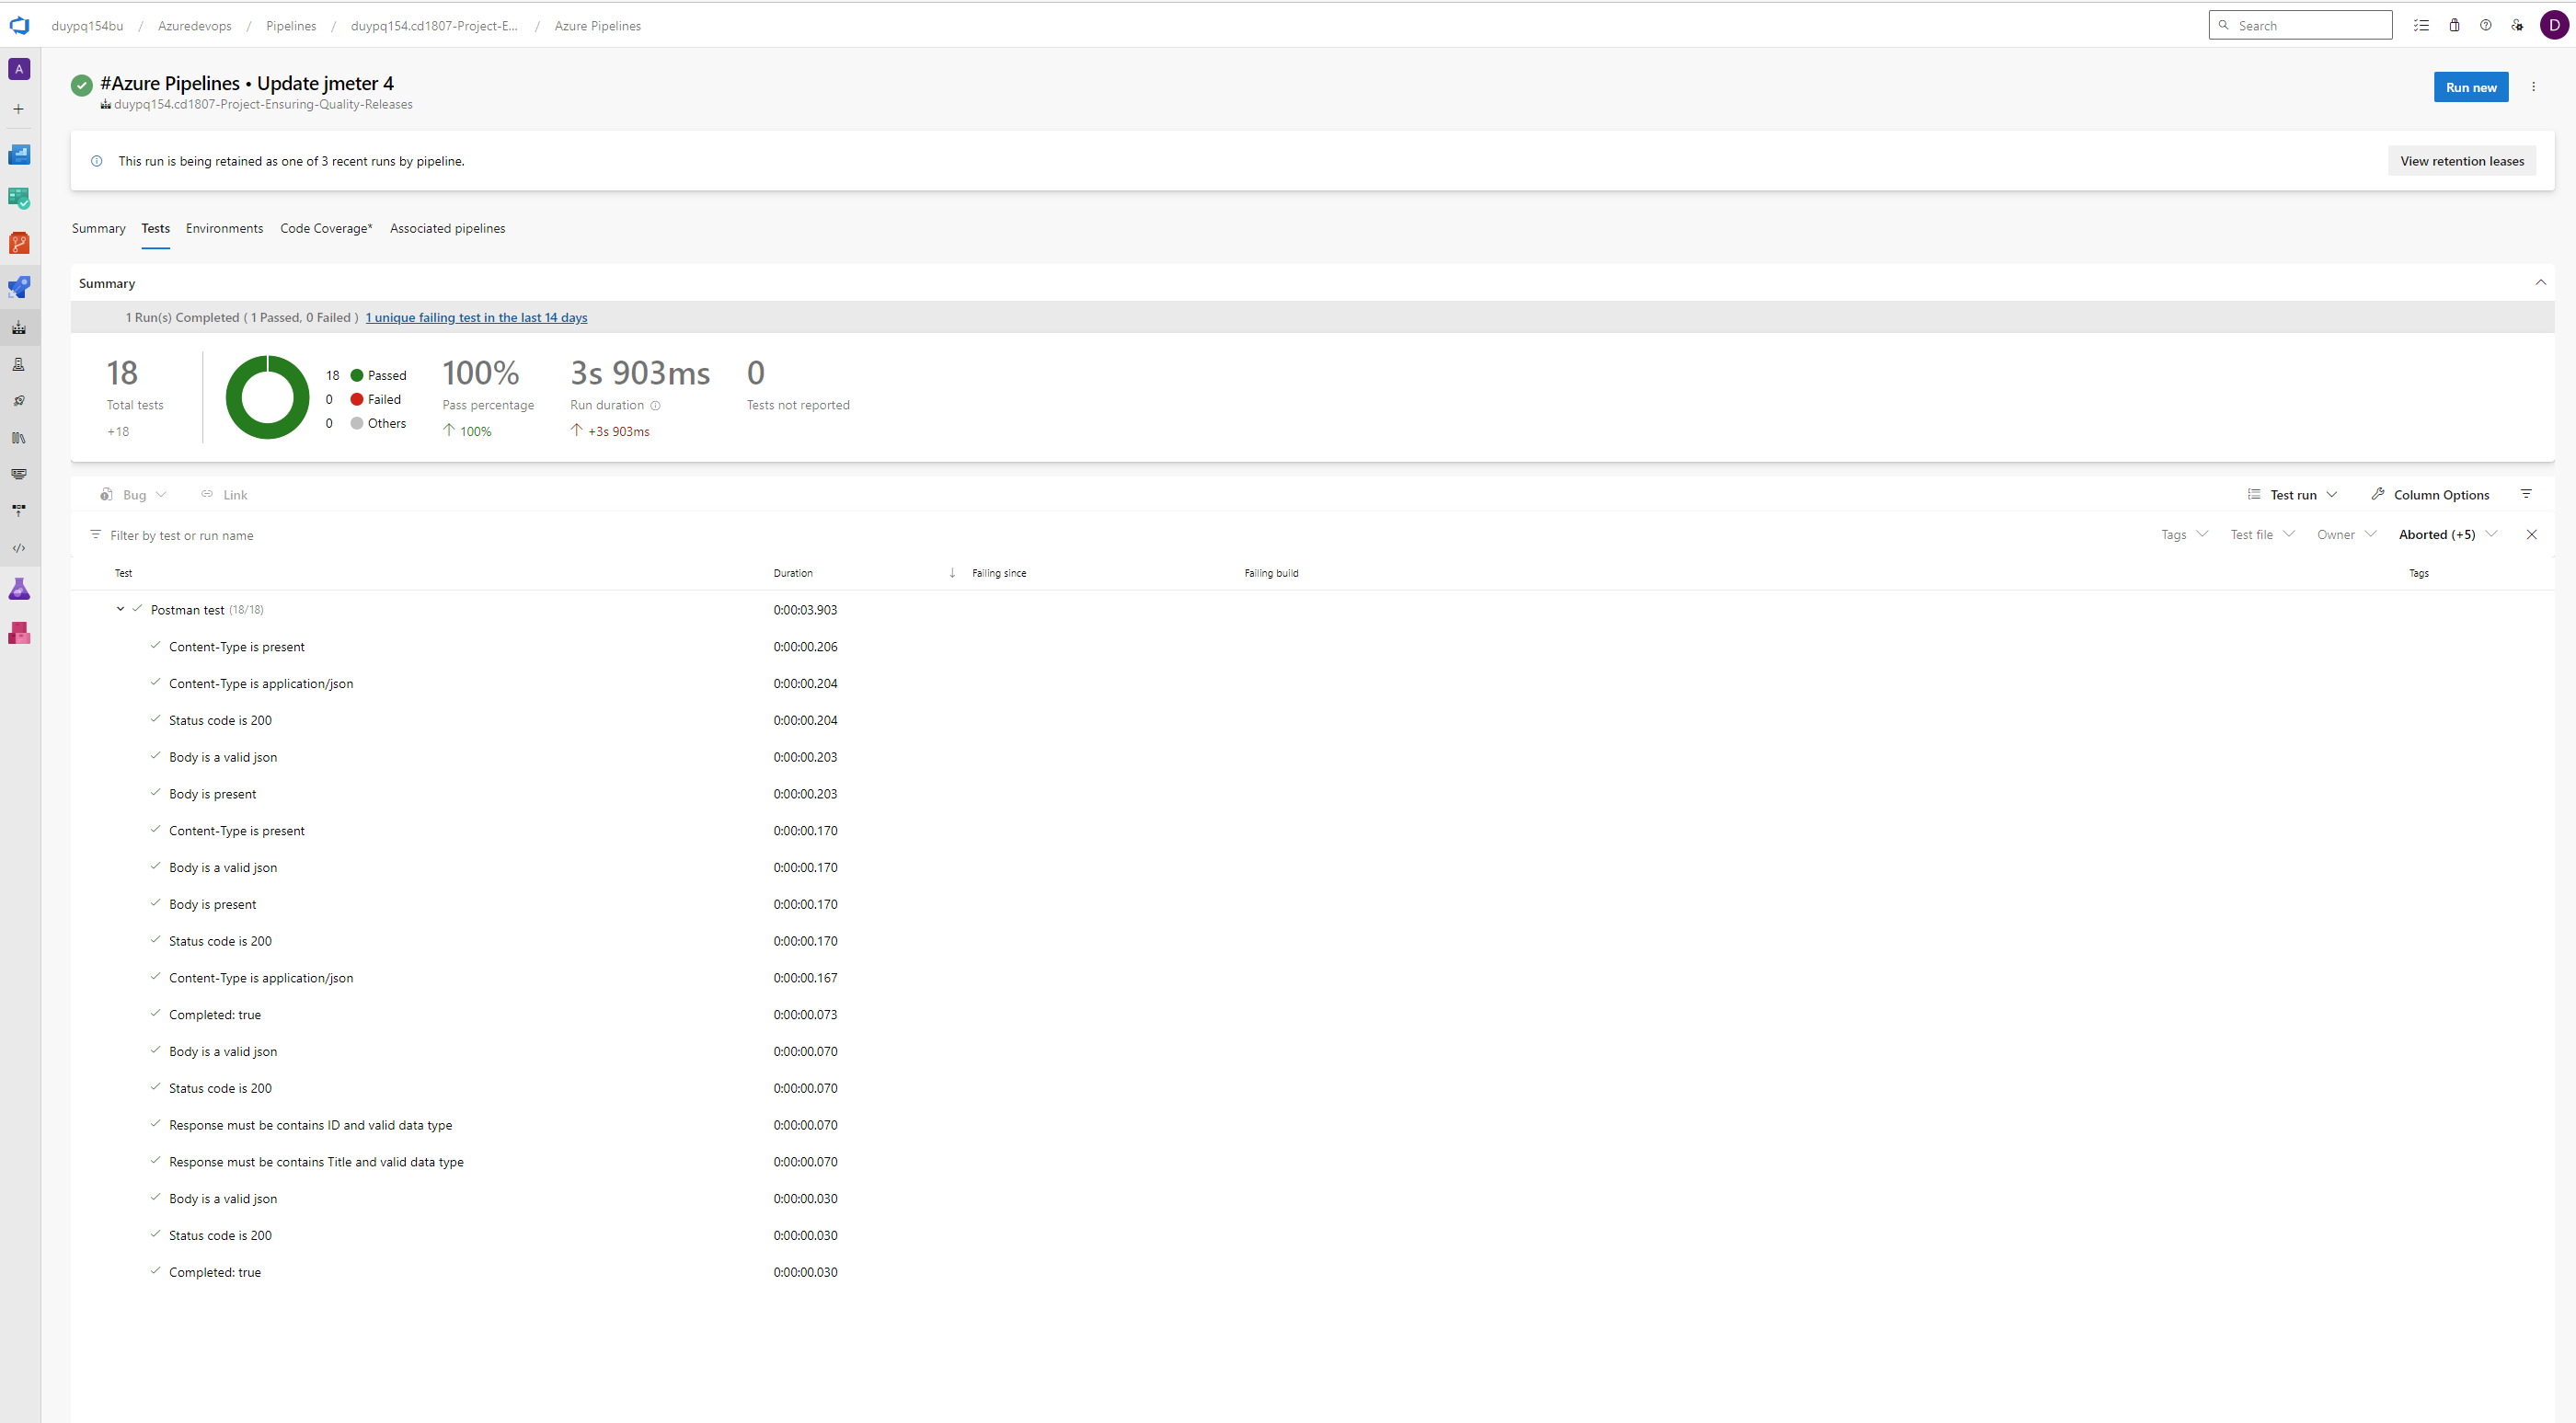 duypq154bu / Azuredevops / Pipelines / duypq154.cd1807-Project-E... / Azure Pipelines
Search
D
A
#Azure Pipelines • Update jmeter 4
duypq154.cd1807-Project-Ensuring-Quality-Releases
Run new
This run is being retained as one of 3 recent runs by pipeline.
View retention leases
Summary Tests Environments Code Coverage* Associated pipelines
Summary
1 Run(s) Completed ( 1 Passed, 0 Failed ) 1 unique failing test in the last 14 days
18
Total tests
+18
18 Passed
0 Failed
0 Others
100%
Pass percentage
100%
3s 903ms
Run duration
+3s 903ms
0
Tests not reported
Bug Link Test run Column Options
Filter by test or run name Tags Test file Owner Aborted (+5)
Test Duration Failing since Failing build Tags
Postman test (18/18) 0:00:03.903
Content-Type is present 0:00:00.206
Content-Type is application/json 0:00:00.204
Status code is 200 0:00:00.204
Body is a valid json 0:00:00.203
Body is present 0:00:00.203
Content-Type is present 0:00:00.170
Body is a valid json 0:00:00.170
Body is present 0:00:00.170
Status code is 200 0:00:00.170
Content-Type is application/json 0:00:00.167
Completed: true 0:00:00.073
Body is a valid json 0:00:00.070
Status code is 200 0:00:00.070
Response must be contains ID and valid data type 0:00:00.070
Response must be contains Title and valid data type 0:00:00.070
Body is a valid json 0:00:00.030
Status code is 200 0:00:00.030
Completed: true 0:00:00.030